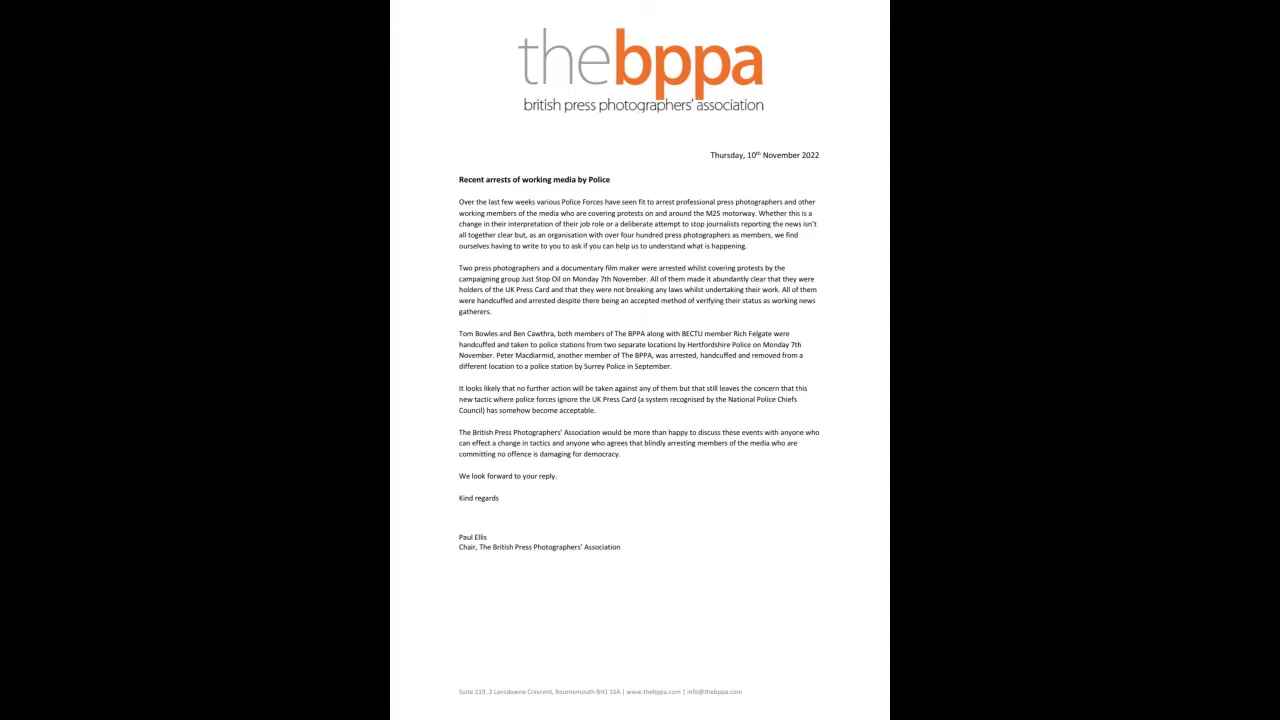 thebppa
british press photographers' association
Thursday, 10th November 2022
Recent arrests of working media by Police
Over the last few weeks various Police Forces have seen fit to arrest professional press photographers and other
working members of the media who are covering protests on and around the M25 motorway. Whether this is a
change in their interpretation of their job role or a deliberate attempt to stop journalists reporting the news isn't
all together clear but, as an organisation with over four hundred press photographers as members, we find
ourselves having to write to you to ask if you can help us to understand what is happening.
Two press photographers and a documentary film maker were arrested whilst covering protests by the
campaigning group Just Stop Oil on Monday 7th November. All of them made it abundantly clear that they were
holders of the UK Press Card and that they were not breaking any laws whilst undertaking their work. All of them
were handcuffed and arrested despite there being an accepted method of verifying their status as working news
gatherers.
Tom Bowles and Ben Cawthra, both members of The BPPA along with BECTU member Rich Felgate were
handcuffed and taken to police stations from two separate locations by Hertfordshire Police on Monday 7th
November. Peter Macdiarmid, another member of The BPPA, was arrested, handcuffed and removed from a
different location to a police station by Surrey Police in September.
It looks likely that no further action will be taken against any of them but that still leaves the concern that this
new tactic where police forces ignore the UK Press Card (a system recognised by the National Police Chiefs
Council) has somehow become acceptable.
The British Press Photographers' Association would be more than happy to discuss these events with anyone who
can effect a change in tactics and anyone who agrees that blindly arresting members of the media who are
committing no offence is damaging for democracy.
We look forward to your reply.
Kind regards
Paul Ellis
Chair, The British Press Photographers' Association
Suite 219, 2 Lansdowne Crescent, Bournemouth BH1 1SA | www.thebppa.com | info@thebppa.com